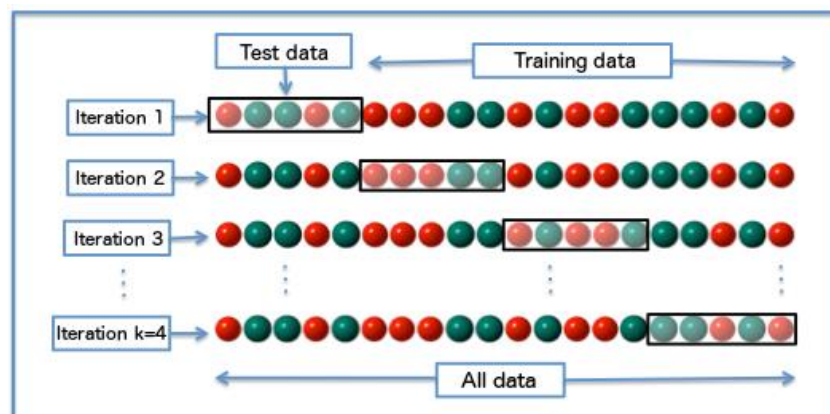 Test data
Training data
Iteration 1
Iteration 2
Iteration 3
Iteration k=4
All data